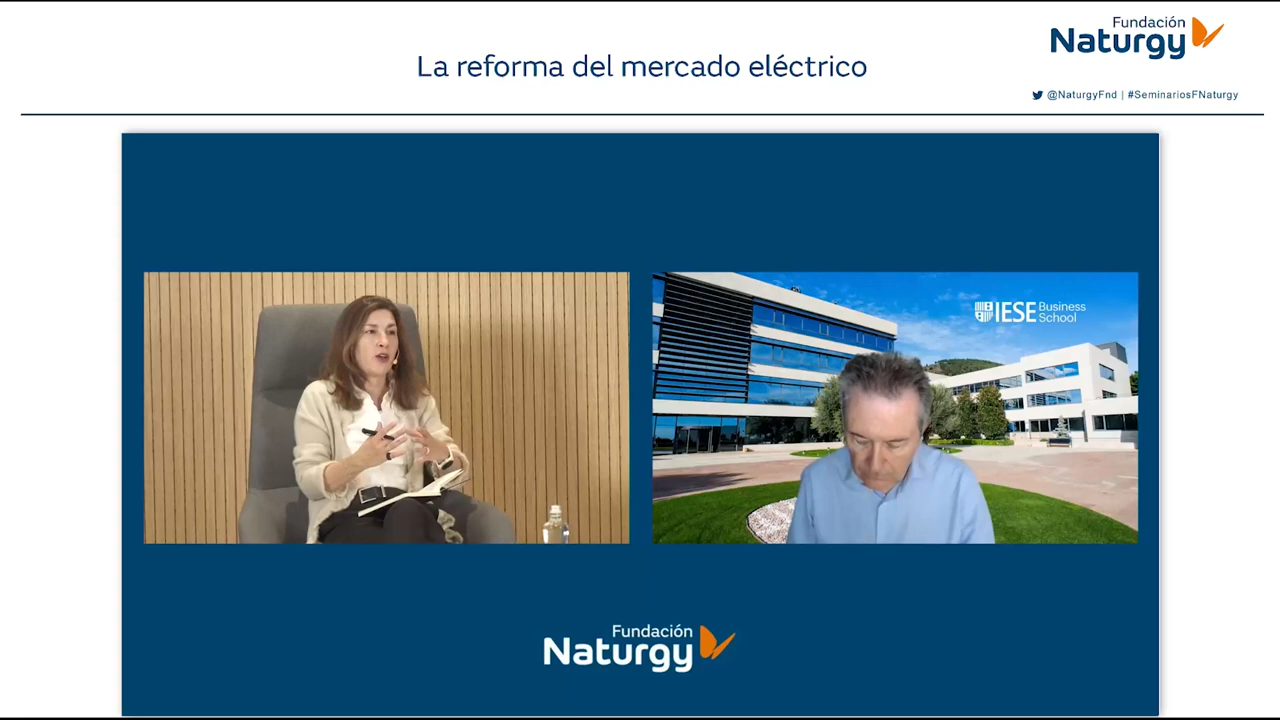 Fundación
Naturgy
La reforma del mercado eléctrico
@NaturgyFnd | #SeminariosFNaturgy
IESE Business
School
Fundación
Naturgy